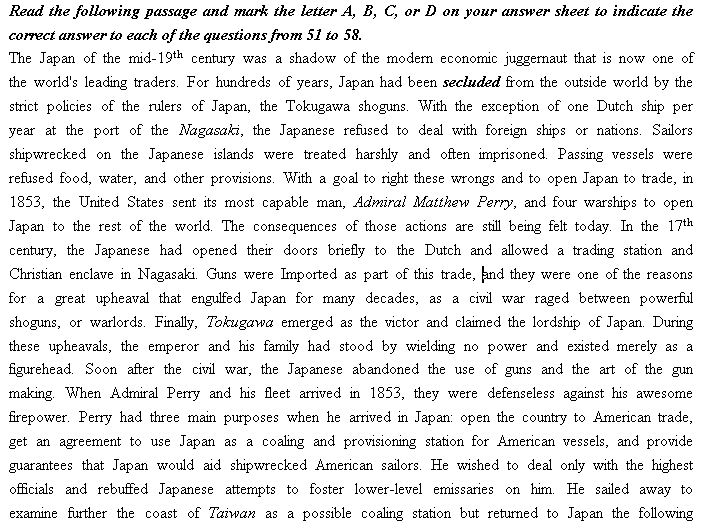 Read the following passage and mark the letter A, B, C, or D on your answer sheet to indicate the
correct answer to each of the questions from 51 to 58.
The Japan of the mid-19th century was a shadow of the modern economic juggernaut that is now one of
the world's leading traders. For hundreds of years, Japan had been secluded from the outside world by the
strict policies of the rulers of Japan, the Tokugawa shoguns. With the exception of one Dutch ship per
year at the port of the Nagasaki, the Japanese refused to deal with foreign ships or nations. Sailors
shipwrecked on the Japanese islands were treated harshly and often imprisoned. Passing vessels were
refused food, water, and other provisions. With a goal to right these wrongs and to open Japan to trade, in
1853, the United States sent its most capable man, Admiral Matthew Perry, and four warships to open
Japan to the rest of the world. The consequences of those actions are still being felt today. In the 17th
century, the Japanese had opened their doors briefly to the Dutch and allowed a trading station and
Christian enclave in Nagasaki. Guns were Imported as part of this trade, and they were one of the reasons
for a great upheaval that engulfed Japan for many decades, as a civil war raged between powerful
shoguns, or warlords. Finally, Tokugawa emerged as the victor and claimed the lordship of Japan. During
these upheavals, the emperor and his family had stood by wielding no power and existed merely as a
figurehead. Soon after the civil war, the Japanese abandoned the use of guns and the art of the gun
making. When Admiral Perry and his fleet arrived in 1853, they were defenseless against his awesome
firepower. Perry had three main purposes when he arrived in Japan: open the country to American trade,
get an agreement to use Japan as a coaling and provisioning station for American vessels, and provide
guarantees that Japan would aid shipwrecked American sailors. He wished to deal only with the highest
officials and rebuffed Japanese attempts to foster lower-level emissaries on him. He sailed away to
examine further the coast of Taiwan as a possible coaling station but returned to Japan the following